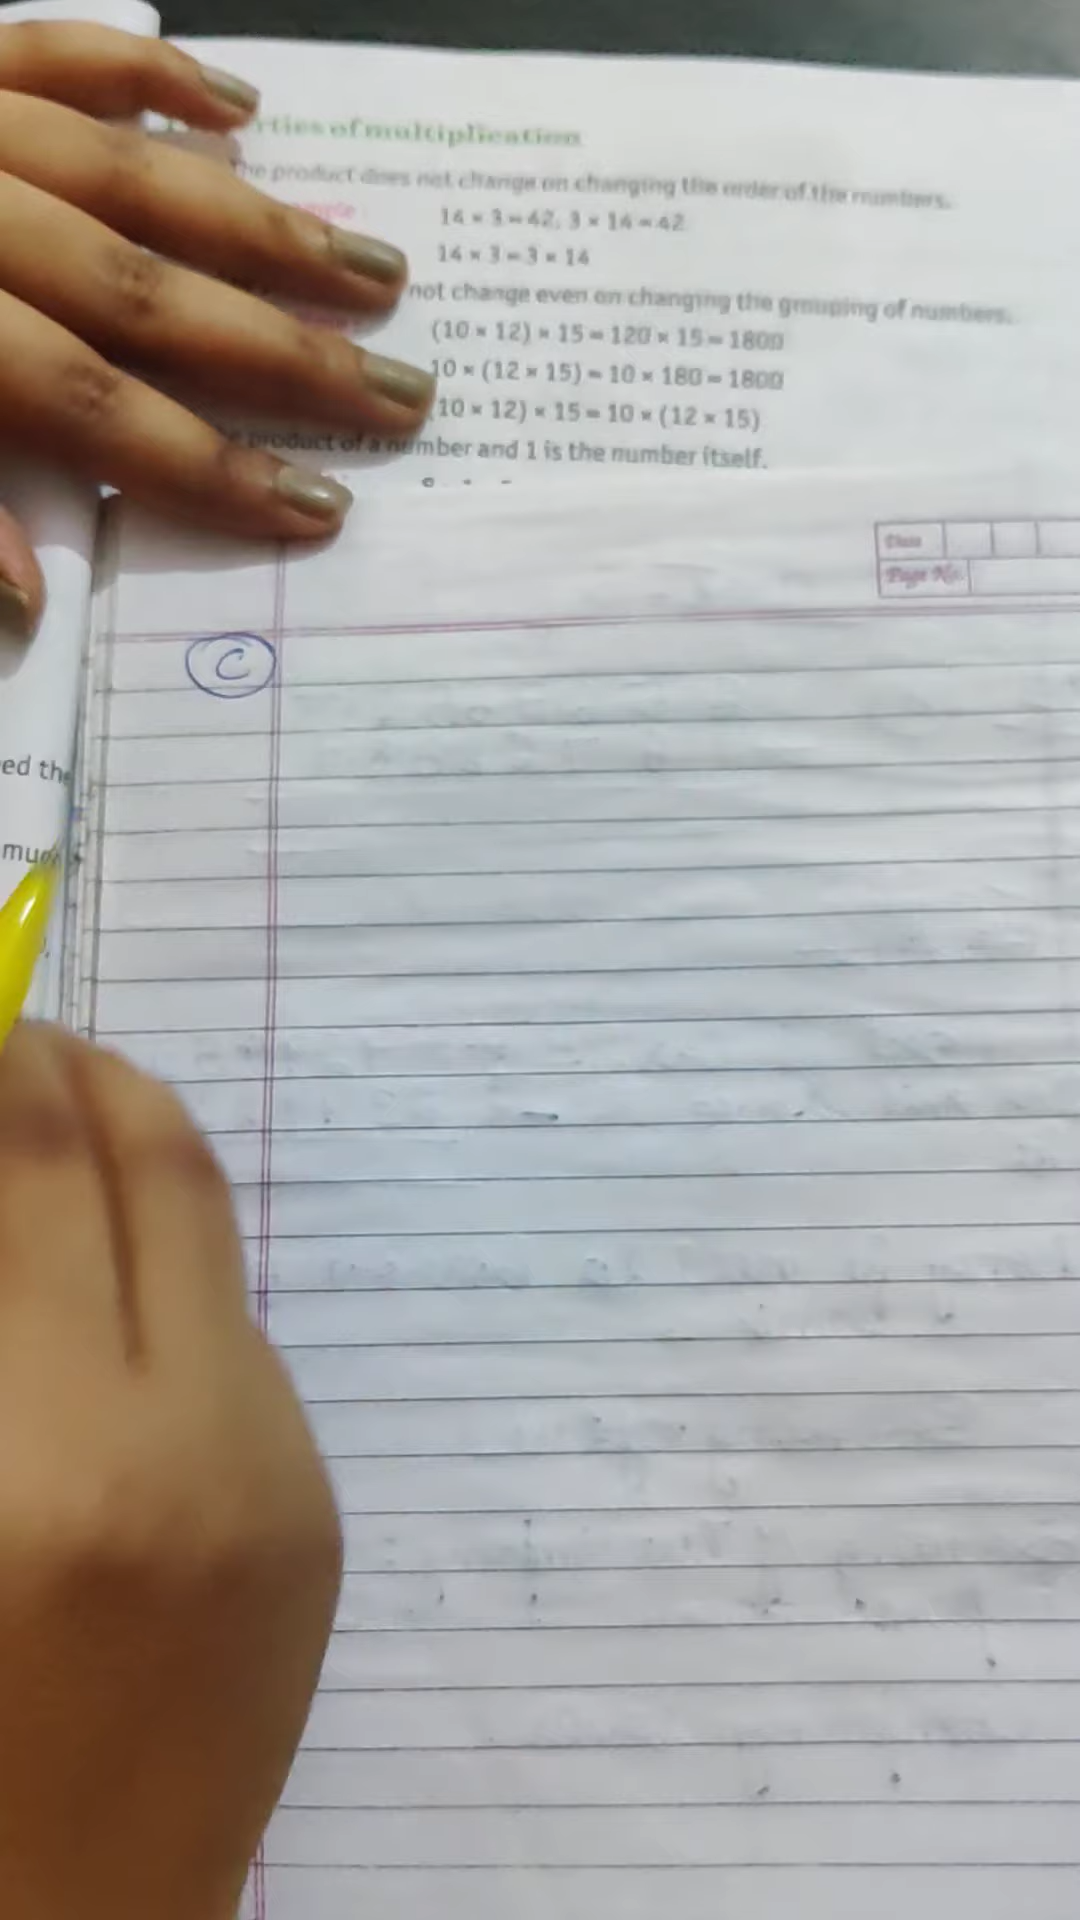 erties of multiplication
The product does not change on changing the order of the numbers.
14 × 3 = 42, 3 × 14 = 42
14 × 3 = 3 × 14
not change even on changing the grouping of numbers.
(10 × 12) × 15 = 120 × 15 = 1800
10 × (12 × 15) = 10 × 180 = 1800
(10 × 12) × 15 = 10 × (12 × 15)
product of a number and 1 is the number itself.
Date
Page No.
C
ed the